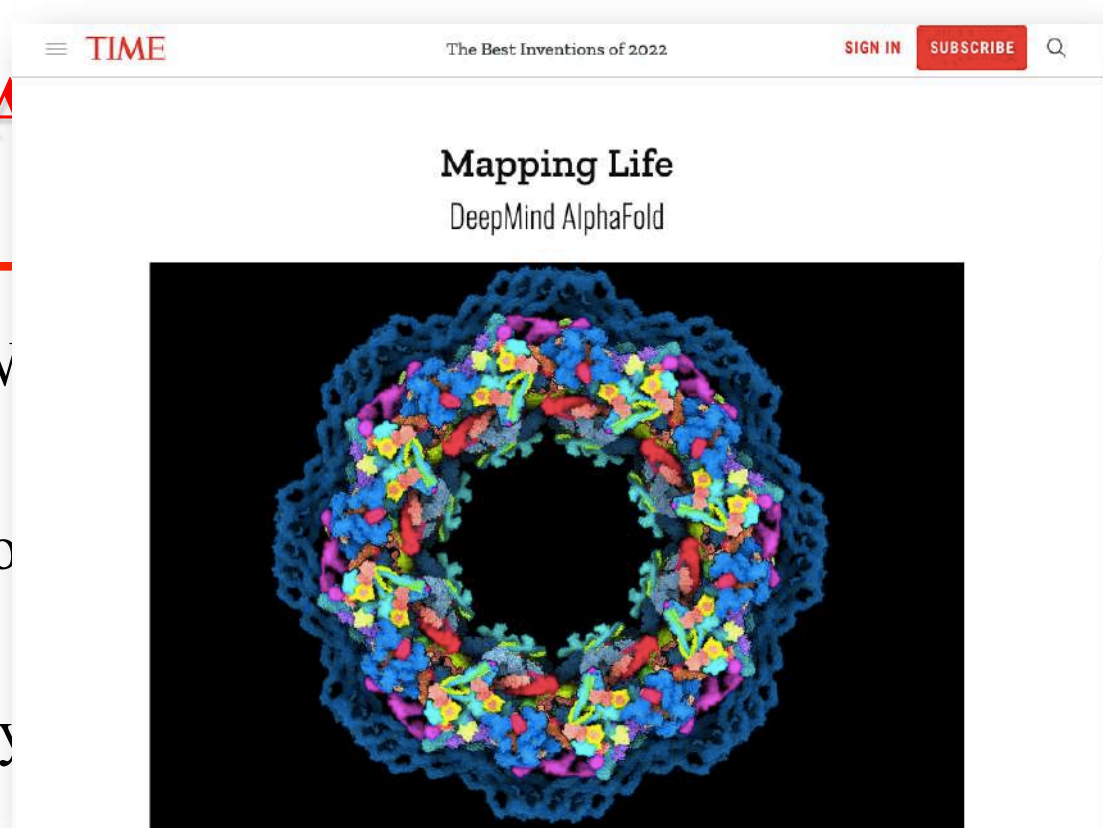 TIME
The Best Inventions of 2022
SIGN IN
SUBSCRIBE
Mapping Life
DeepMind AlphaFold